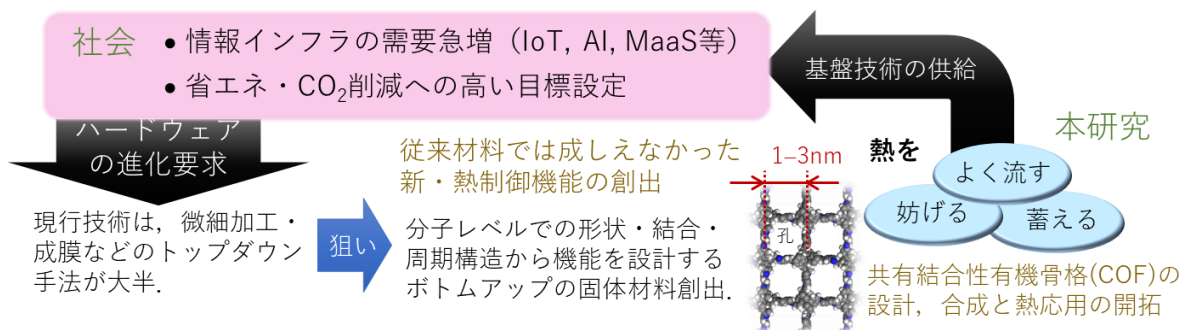 社会
• 情報インフラの需要急増（IoT, AI, MaaS等）
• 省エネ・CO₂削減への高い目標設定
基盤技術の供給
ハードウェア
の進化要求
現行技術は，微細加工・
成膜などのトップダウン
手法が大半.
狙い
従来材料では成しえなかった
新・熱制御機能の創出
分子レベルでの形状・結合・
周期構造から機能を設計する
ボトムアップの固体材料創出.
1–3nm
孔
本研究
熱を
よく流す
妨げる
蓄える
共有結合性有機骨格(COF)の
設計，合成と熱応用の開拓